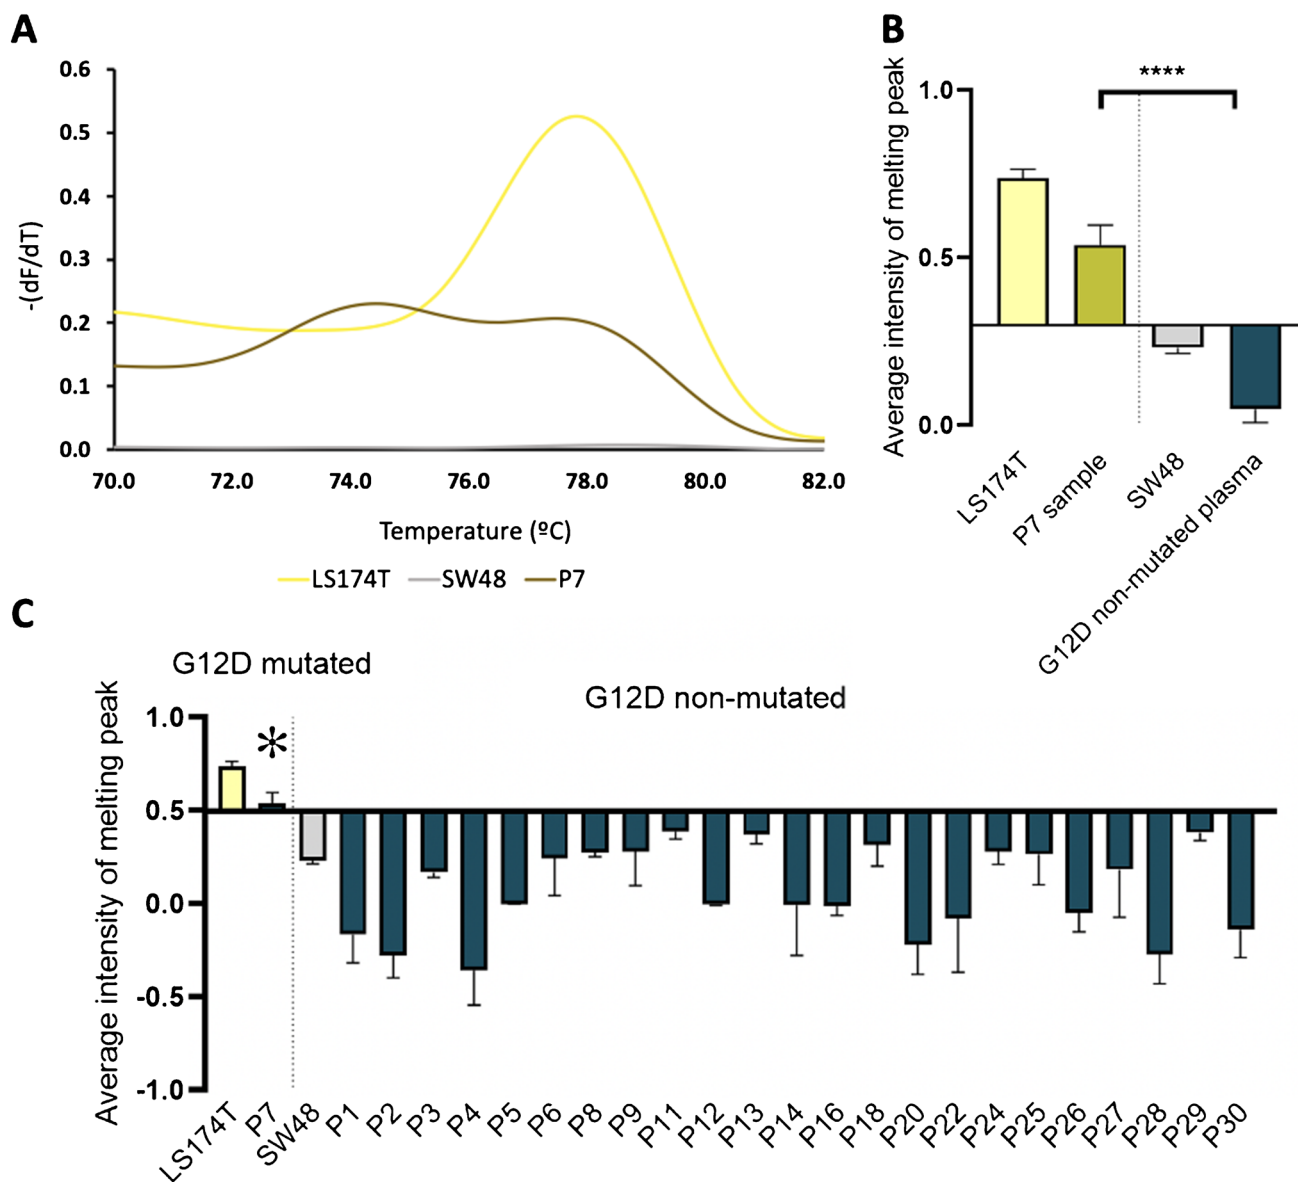 A
0.6
0.5
0.4
0.3
0.2
0.1
0.0
-(dF/dT)
70.0 72.0 74.0 76.0 78.0 80.0 82.0
Temperature (ºC)
LS174T SW48 P7
B
****
1.0
0.5
0.0
Average intensity of melting peak
LS174T
P7 sample
SW48
G12D non-mutated plasma
C
G12D mutated
G12D non-mutated
*
1.0
0.5
0.0
-0.5
-1.0
Average intensity of melting peak
LS174T P7 SW48 P1 P2 P3 P4 P5 P6 P8 P9 P11 P12 P13 P14 P16 P18 P20 P22 P24 P25 P26 P27 P28 P29 P30